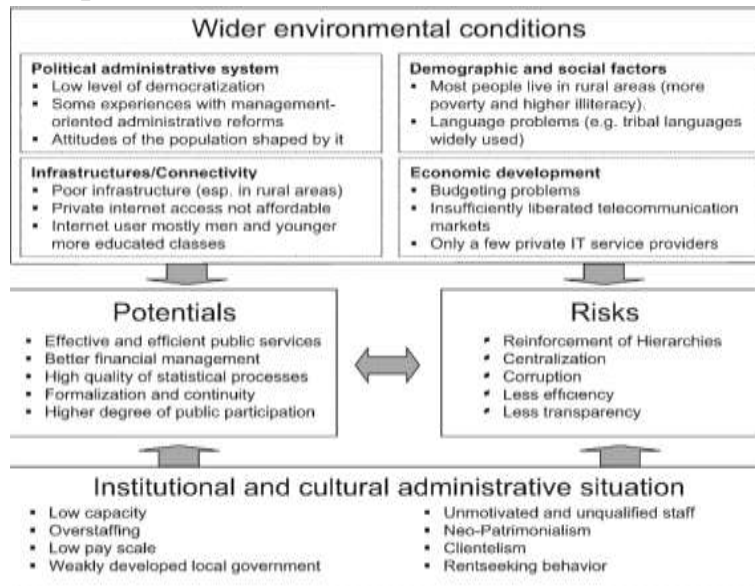 Wider environmental conditions
Political administrative system
Low level of democratization
Some experiences with management-
oriented administrative reforms
Attitudes of the population shaped by it
Demographic and social factors
Most people live in rural areas (more
poverty and higher illiteracy).
Language problems (e.g. tribal languages
widely used)
Infrastructures/Connectivity
Poor infrastructure (esp. in rural areas)
Private internet access not affordable
Internet user mostly men and younger
more educated classes
Economic development
Budgeting problems
Insufficiently liberated telecommunication
markets
Only a few private IT service providers
Potentials
Effective and efficient public services
Better financial management
High quality of statistical processes
Formalization and continuity
Higher degree of public participation
Risks
Reinforcement of Hierarchies
Centralization
Corruption
Less efficiency
Less transparency
Institutional and cultural administrative situation
Low capacity
Overstaffing
Low pay scale
Weakly developed local government
Unmotivated and unqualified staff
Neo-Patrimonialism
Clientelism
Rentseeking behavior